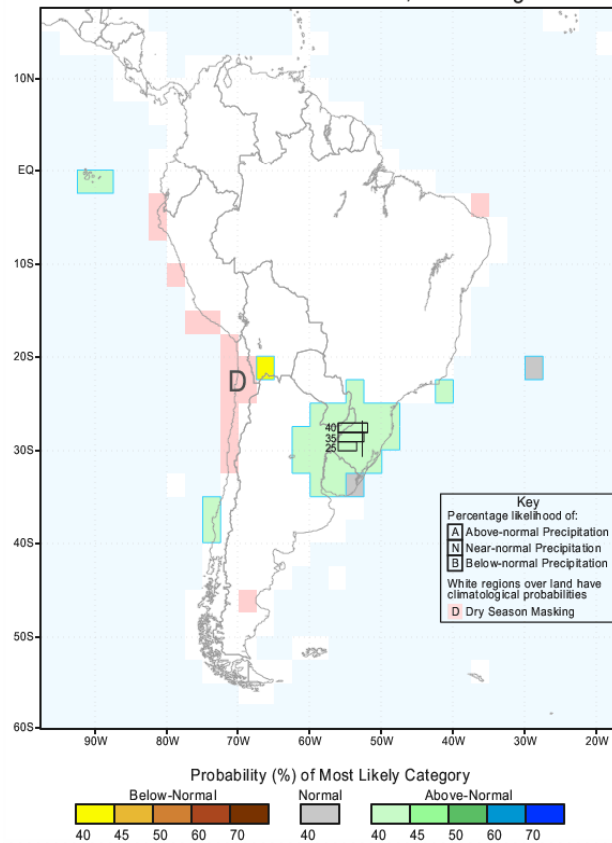 10N
EQ
10S
20S
30S
40S
50S
60S
D
40
35
25
90W
80W
70W
60W
50W
40W
30W
20W
Key
Percentage likelihood of:
A Above-normal Precipitation
N Near-normal Precipitation
B Below-normal Precipitation
White regions over land have
climatological probabilities
D Dry Season Masking
Probability (%) of Most Likely Category
Below-Normal Normal Above-Normal
40 45 50 60 70 40 40 45 50 60 70